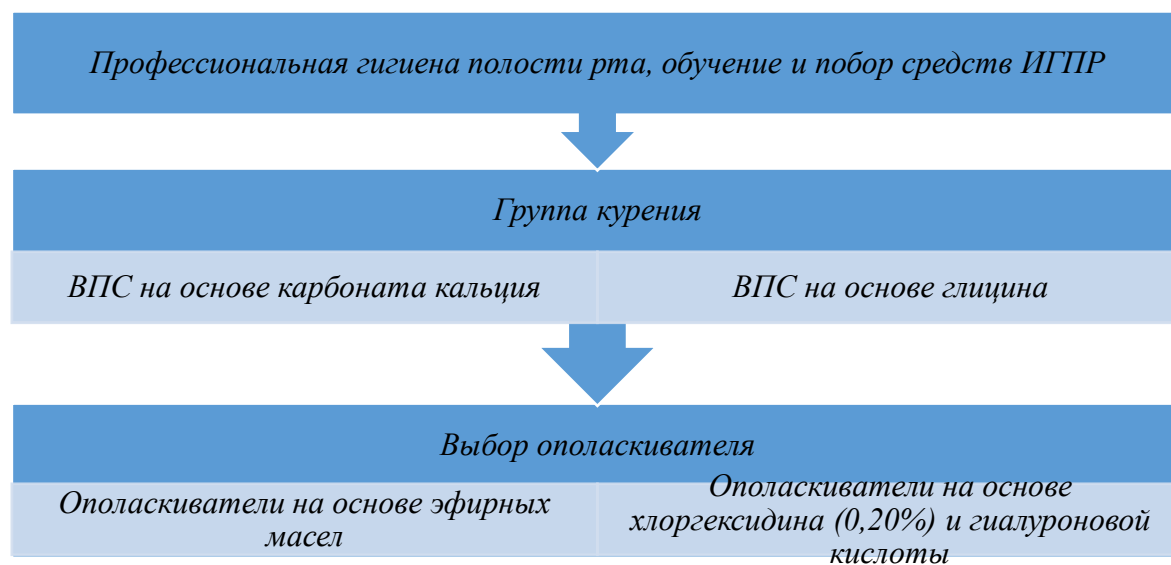 Профессиональная гигиена полости рта, обучение и побор средств ИГПР
Группа курения
ВПС на основе карбоната кальция
ВПС на основе глицина
Выбор ополаскивателя
Ополаскиватели на основе эфирных
масел
Ополаскиватели на основе
хлоргексидина (0,20%) и гиалуроновой
кислоты